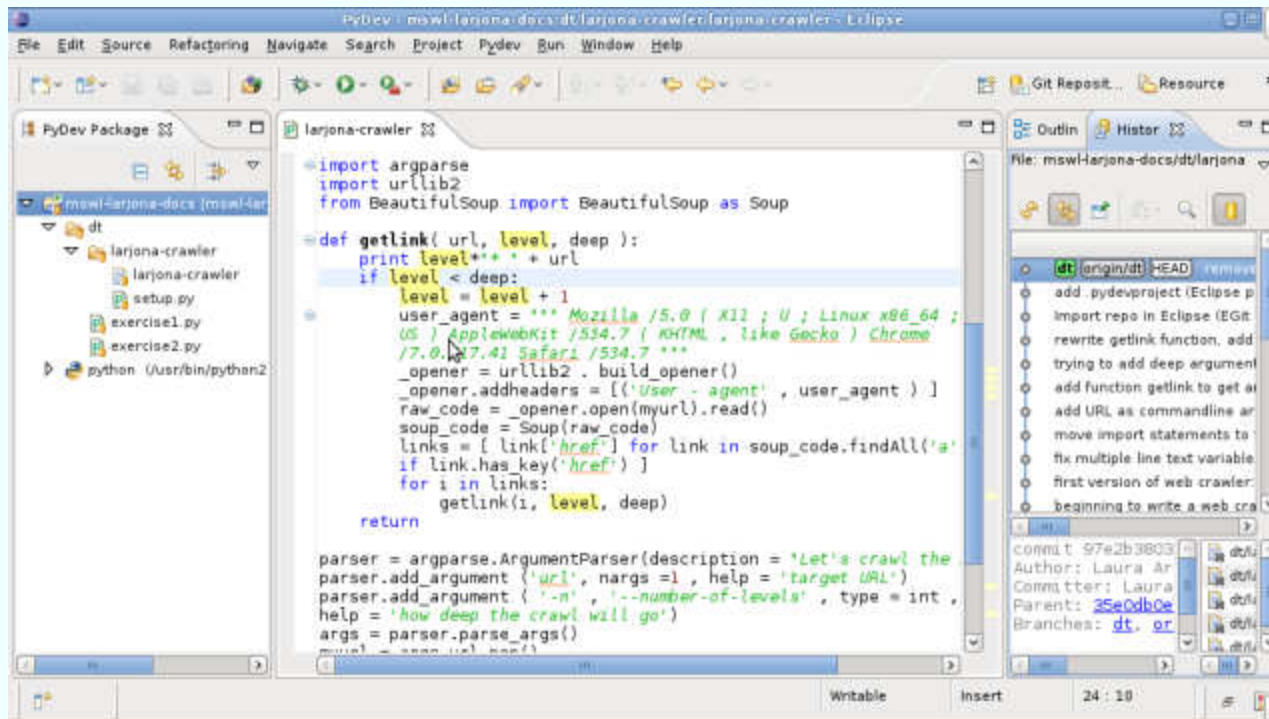 PyDev - mswl-larjona-docs/dt/larjona-crawler/larjona-crawler - Eclipse
File Edit Source Refactoring Navigate Search Project Pydev Run Window Help
Git Reposit... Resource
PyDev Package
mswl-larjona-docs (mswl-lar
dt
larjona-crawler
larjona-crawler
setup.py
exercise1.py
exercise2.py
python (/usr/bin/python2
larjona-crawler
import argparse
import urllib2
from BeautifulSoup import BeautifulSoup as Soup
def getlink( url, level, deep ):
print level*"* " + url
if level < deep:
level = level + 1
user_agent = """ Mozilla /5.0 ( X11 ; U ; Linux x86_64 ;
US ) AppleWebKit /534.7 ( KHTML , like Gecko ) Chrome
/7.0. 17.41 Safari /534.7 """
_opener = urllib2 . build_opener()
_opener.addheaders = [('User - agent' , user_agent ) ]
raw_code = _opener.open(myurl).read()
soup_code = Soup(raw_code)
links = [ link['href'] for link in soup_code.findAll('a'
if link.has_key('href') ]
for i in links:
getlink(i, level, deep)
return
parser = argparse.ArgumentParser(description = "Let's crawl the
parser.add_argument ('url', nargs =1 , help = 'target URL')
parser.add_argument ( '-n' , '--number-of-levels' , type = int ,
help = 'how deep the crawl will go')
args = parser.parse_args()
Outlin Histor
File: mswl-larjona-docs/dt/larjona
dt origin/dt HEAD remove
add .pydevproject (Eclipse p
Import repo in Eclipse (EGit
rewrite getlink function, add
trying to add deep argument
add function getlink to get a
add URL as commandline ar
move import statements to
fix multiple line text variable
first version of web crawler
beginning to write a web cra
commit 97e2b3803
Author: Laura Ar
Committer: Laura
Parent: 35e0db0e
Branches: dt, or
dt/l
dt/l
dt/l
dt/l
dt/l
Writable Insert 24 : 10